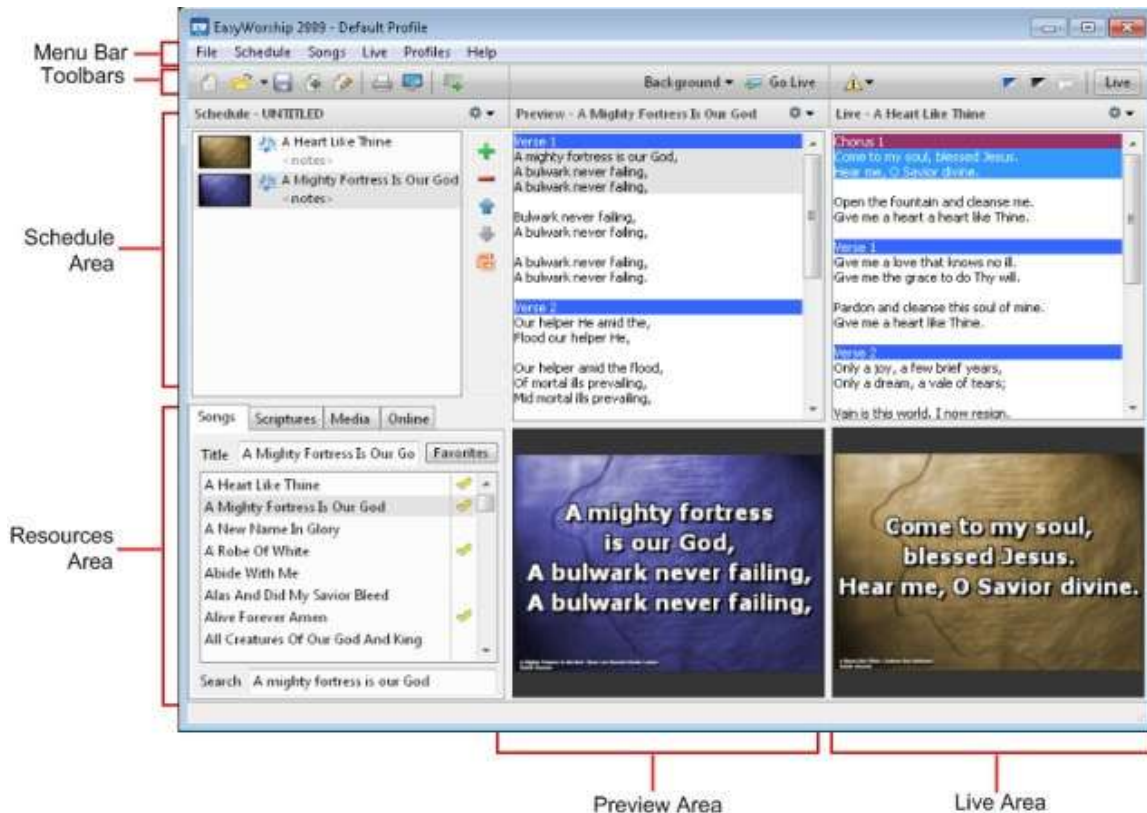 EasyWorship 2009 - Default Profile
Menu Bar
File Schedule Songs Live Profiles Help
Toolbars
Background Go Live Live
Schedule - UNTITLED
A Heart Like Thine
<notes>
A Mighty Fortress Is Our God
<notes>
Schedule
Area
Preview - A Mighty Fortress Is Our God
Verse 1
A mighty fortress is our God,
A bulwark never failing,
A bulwark never failing,
Bulwark never failing,
A bulwark never failing,
A bulwark never failing,
A bulwark never failing.
Verse 2
Our helper He amid the,
Flood our helper He,
Our helper amid the flood,
Of mortal ills prevailing,
Mid mortal ills prevailing,
Live - A Heart Like Thine
Chorus 1
Come to my soul, blessed Jesus.
Hear me, O Savior divine.
Open the fountain and cleanse me.
Give me a heart a heart like Thine.
Verse 1
Give me a love that knows no ill.
Give me the grace to do Thy will.
Pardon and cleanse this soul of mine.
Give me a heart like Thine.
Verse 2
Only a joy, a few brief years,
Only a dream, a vale of tears;
Vain is this world, I now resign.
Songs Scriptures Media Online
Title A Mighty Fortress Is Our Go Favorites
A Heart Like Thine
A Mighty Fortress Is Our God
A New Name In Glory
A Robe Of White
Abide With Me
Alas And Did My Savior Bleed
Alive Forever Amen
All Creatures Of Our God And King
Search A mighty fortress is our God
Resources
Area
A mighty fortress
is our God,
A bulwark never failing,
A bulwark never failing,
Come to my soul,
blessed Jesus.
Hear me, O Savior divine.
Preview Area
Live Area